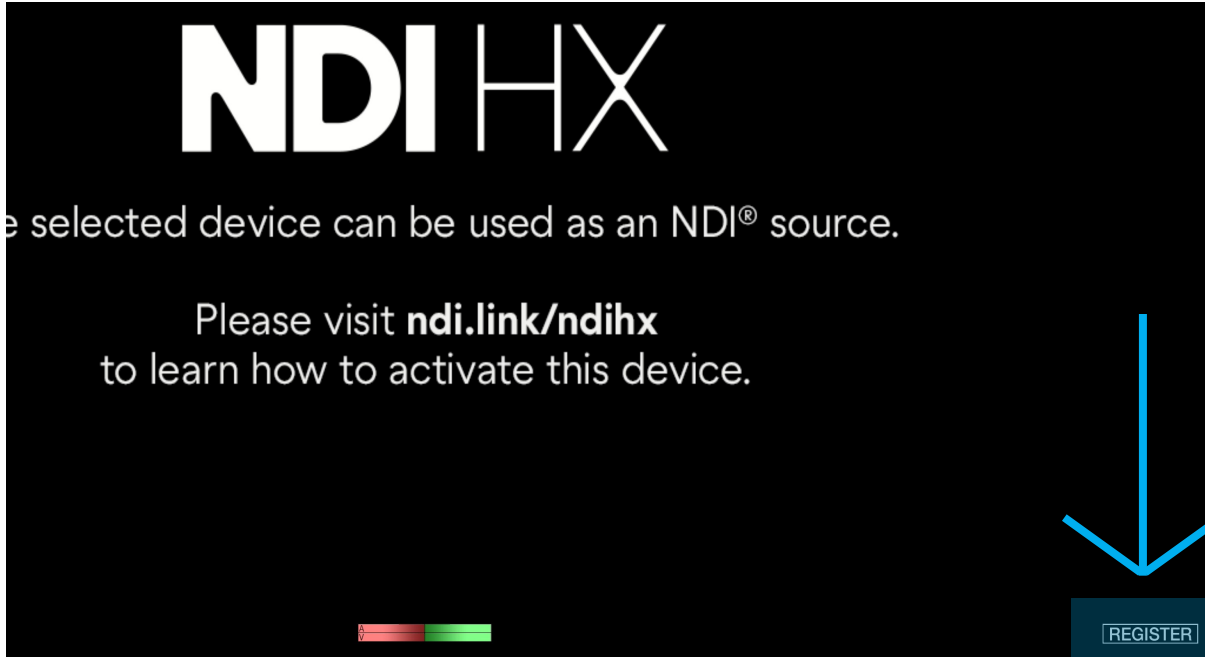 NDI HX
e selected device can be used as an NDI® source.
Please visit ndi.link/ndihx
to learn how to activate this device.
A
V
REGISTER